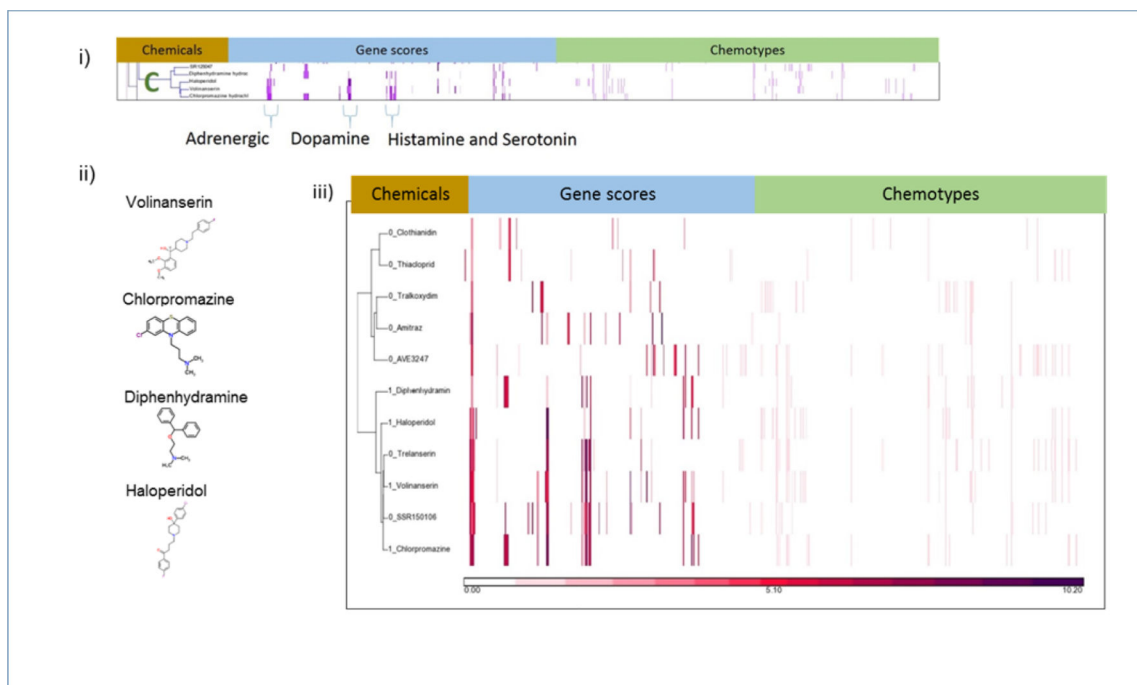 i)
Chemicals Gene scores Chemotypes
C
Diphenhydramine hydroc
Haloperidol
Volinanserin
Chlorpromazine hydrochl
Adrenergic Dopamine Histamine and Serotonin
ii)
Volinanserin
Chlorpromazine
Diphenhydramine
Haloperidol
iii)
Chemicals Gene scores Chemotypes
0_Clothianidin
0_Thiacloprid
0_Tralkoxydim
0_Amitraz
0_AVE3247
1_Diphenhydramin
1_Haloperidol
0_Trelanserin
1_Volinanserin
0_SSR150106
1_Chlorpromazine
0.00 5.10 10.20